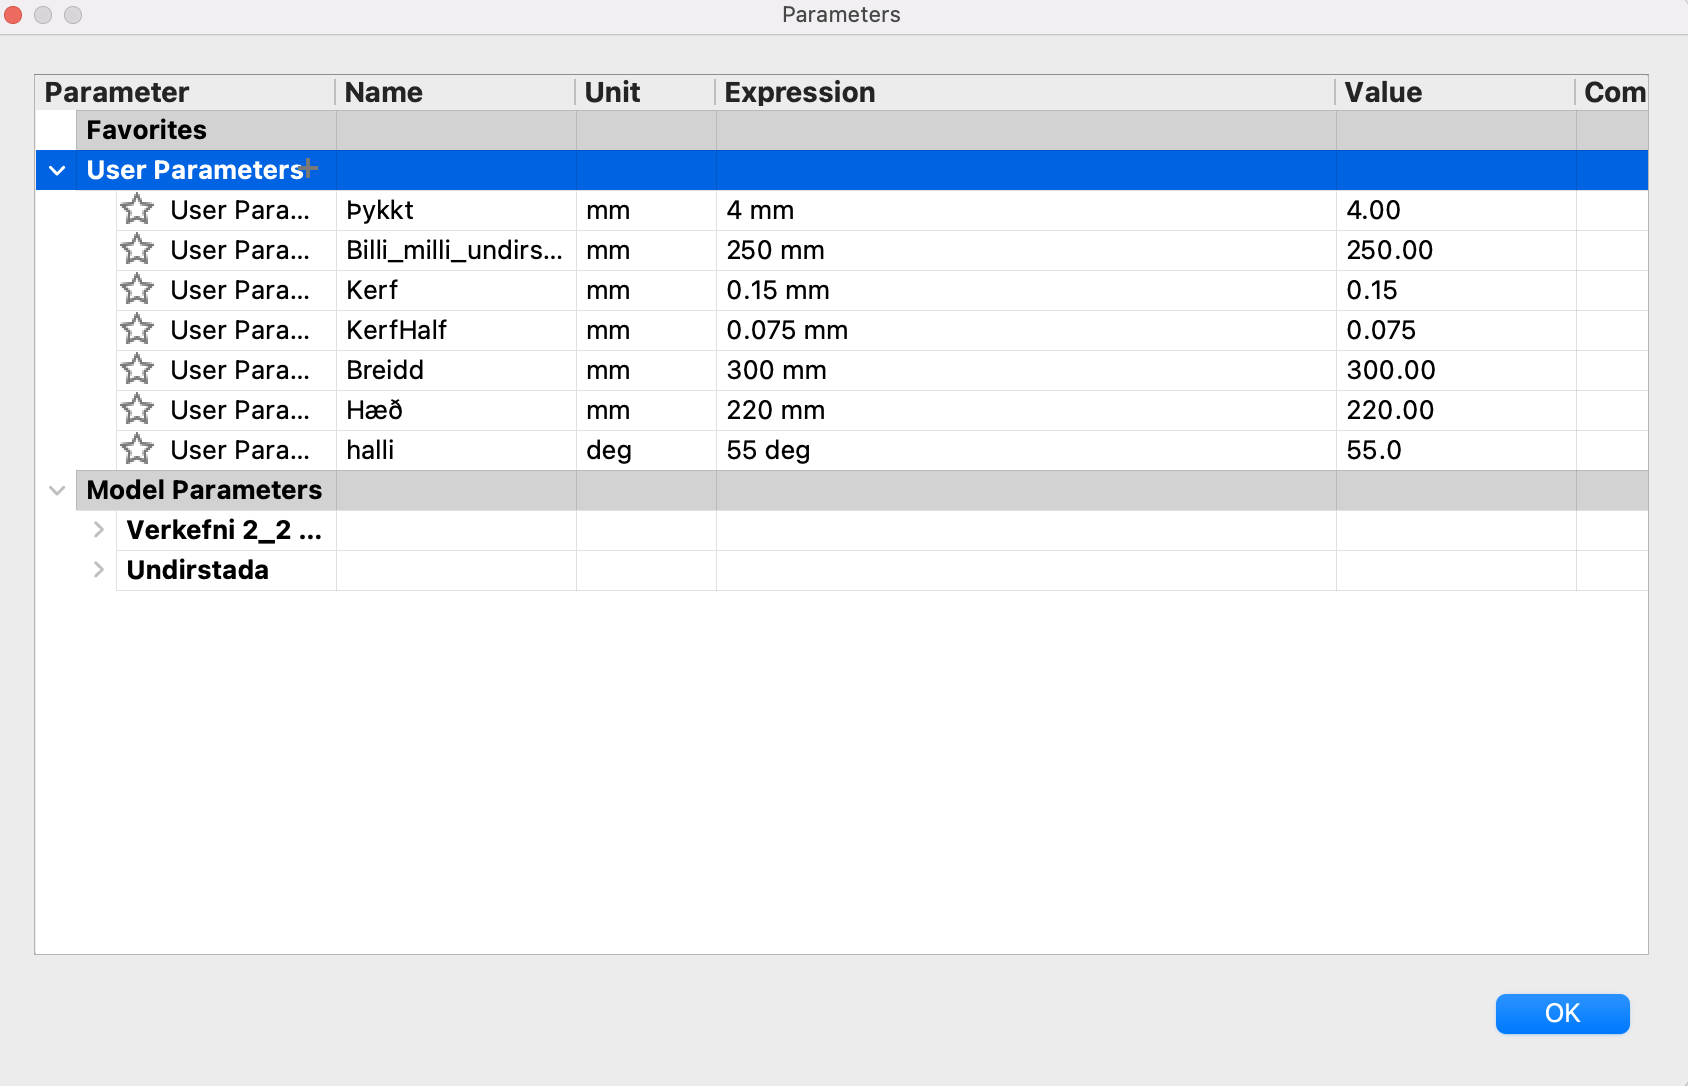 Parameters
Parameter Name Unit Expression Value Com
Favorites
User Parameters+
User Para... Þykkt mm 4 mm 4.00
User Para... Billi_milli_undirs... mm 250 mm 250.00
User Para... Kerf mm 0.15 mm 0.15
User Para... KerfHalf mm 0.075 mm 0.075
User Para... Breidd mm 300 mm 300.00
User Para... Hæð mm 220 mm 220.00
User Para... halli deg 55 deg 55.0
Model Parameters
Verkefni 2_2 ...
Undirstada
OK